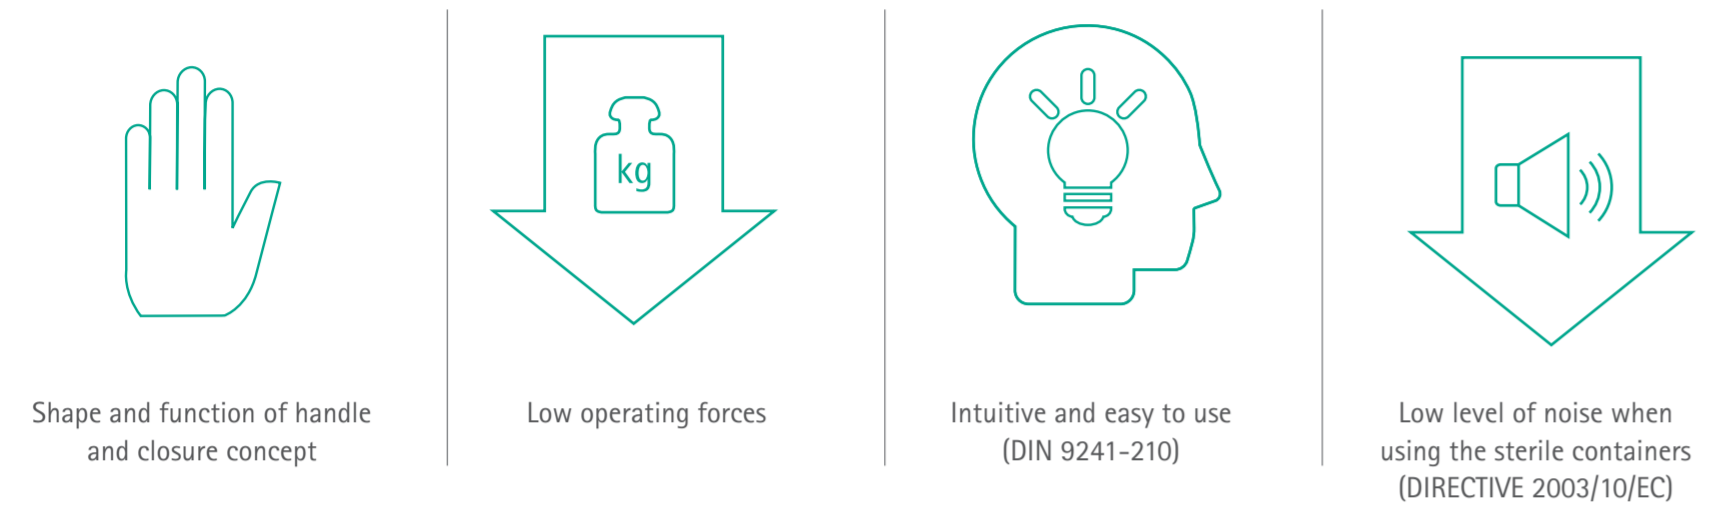 kg
Shape and function of handle
and closure concept
Low operating forces
Intuitive and easy to use
(DIN 9241-210)
Low level of noise when
using the sterile containers
(DIRECTIVE 2003/10/EC)